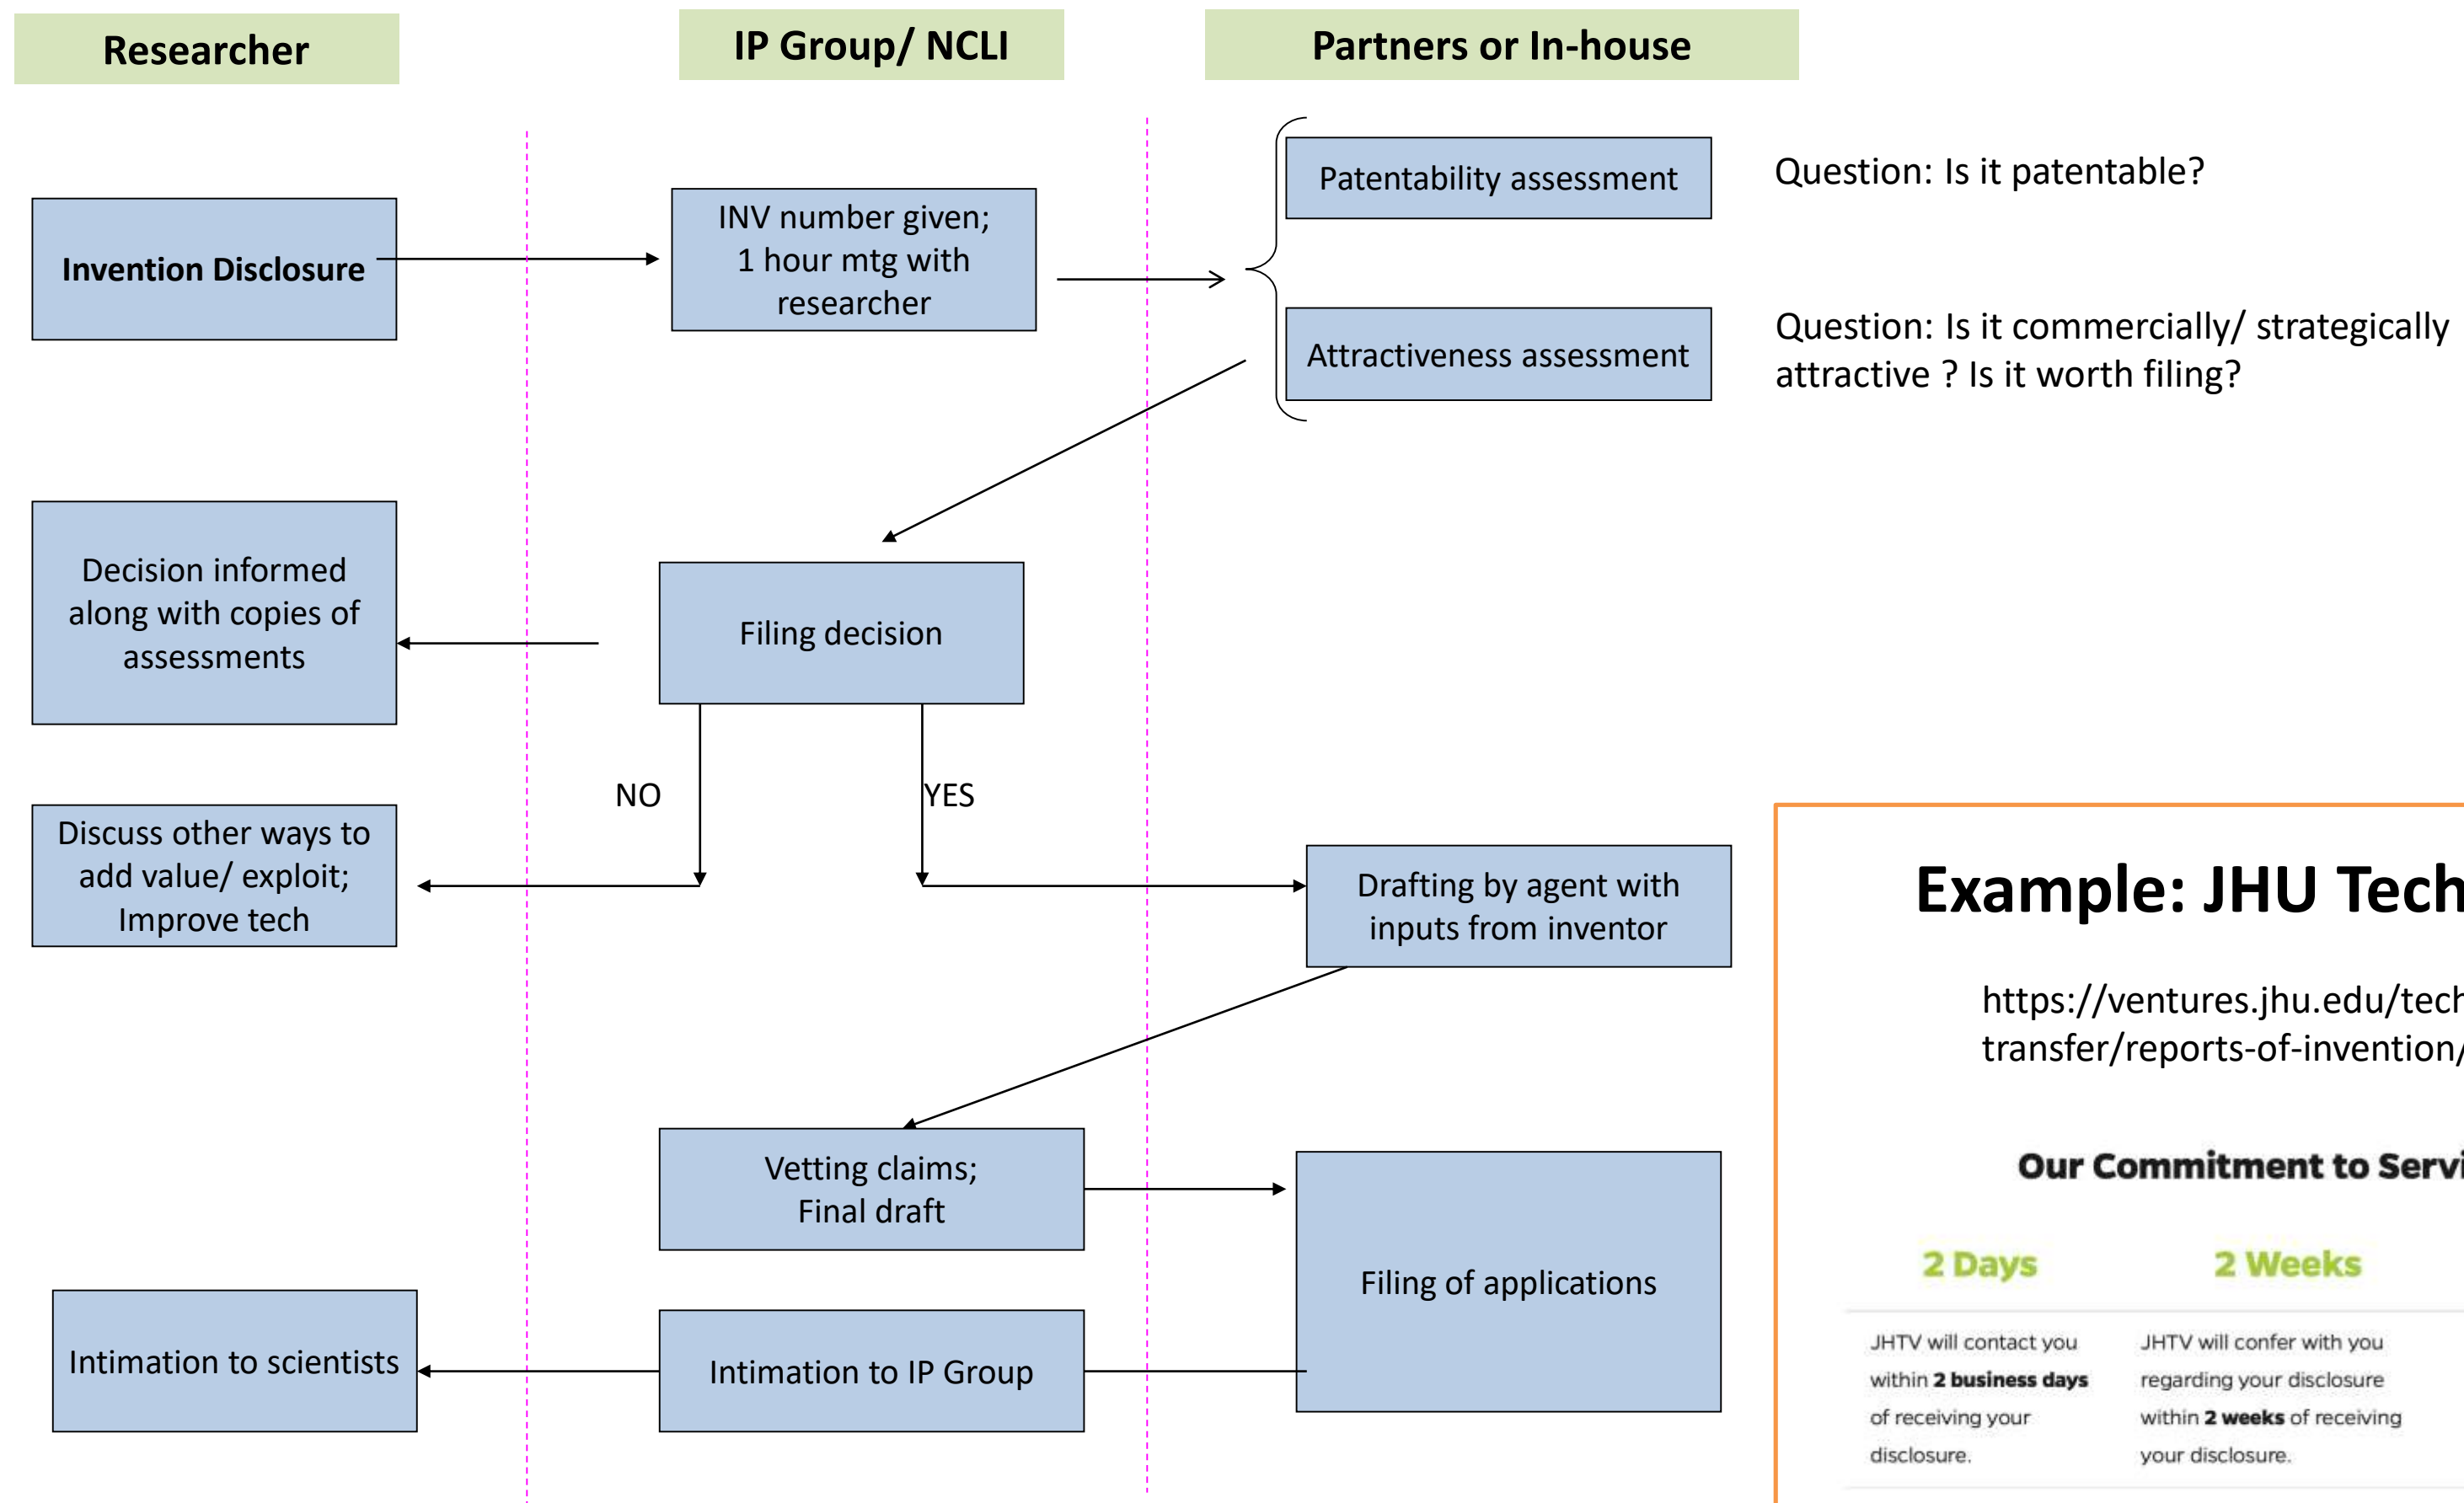 Researcher
IP Group/ NCLI
Partners or In-house
Invention Disclosure
INV number given;
1 hour mtg with
researcher
Patentability assessment
Question: Is it patentable?
Attractiveness assessment
Question: Is it commercially/ strategically
attractive ? Is it worth filing?
Decision informed
along with copies of
assessments
Filing decision
NO
YES
Discuss other ways to
add value/ exploit;
Improve tech
Drafting by agent with
inputs from inventor
Vetting claims;
Final draft
Filing of applications
Intimation to scientists
Intimation to IP Group
Example: JHU Tech
https://ventures.jhu.edu/tech
transfer/reports-of-invention/
Our Commitment to Servi
2 Days
2 Weeks
JHTV will contact you
within 2 business days
of receiving your
disclosure.
JHTV will confer with you
regarding your disclosure
within 2 weeks of receiving
your disclosure.